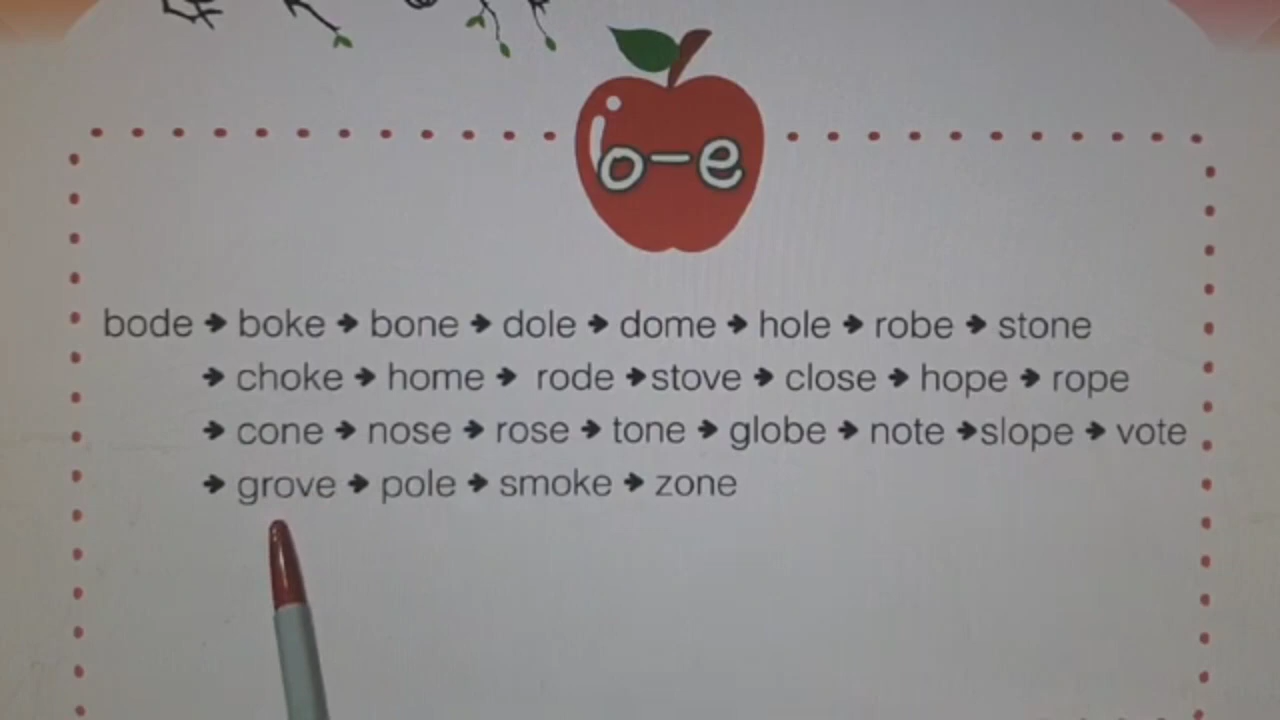 o-e
bode → boke → bone → dole → dome → hole → robe → stone
→ choke → home → rode → stove → close → hope → rope
→ cone → nose → rose → tone → globe → note → slope → vote
→ grove → pole → smoke → zone